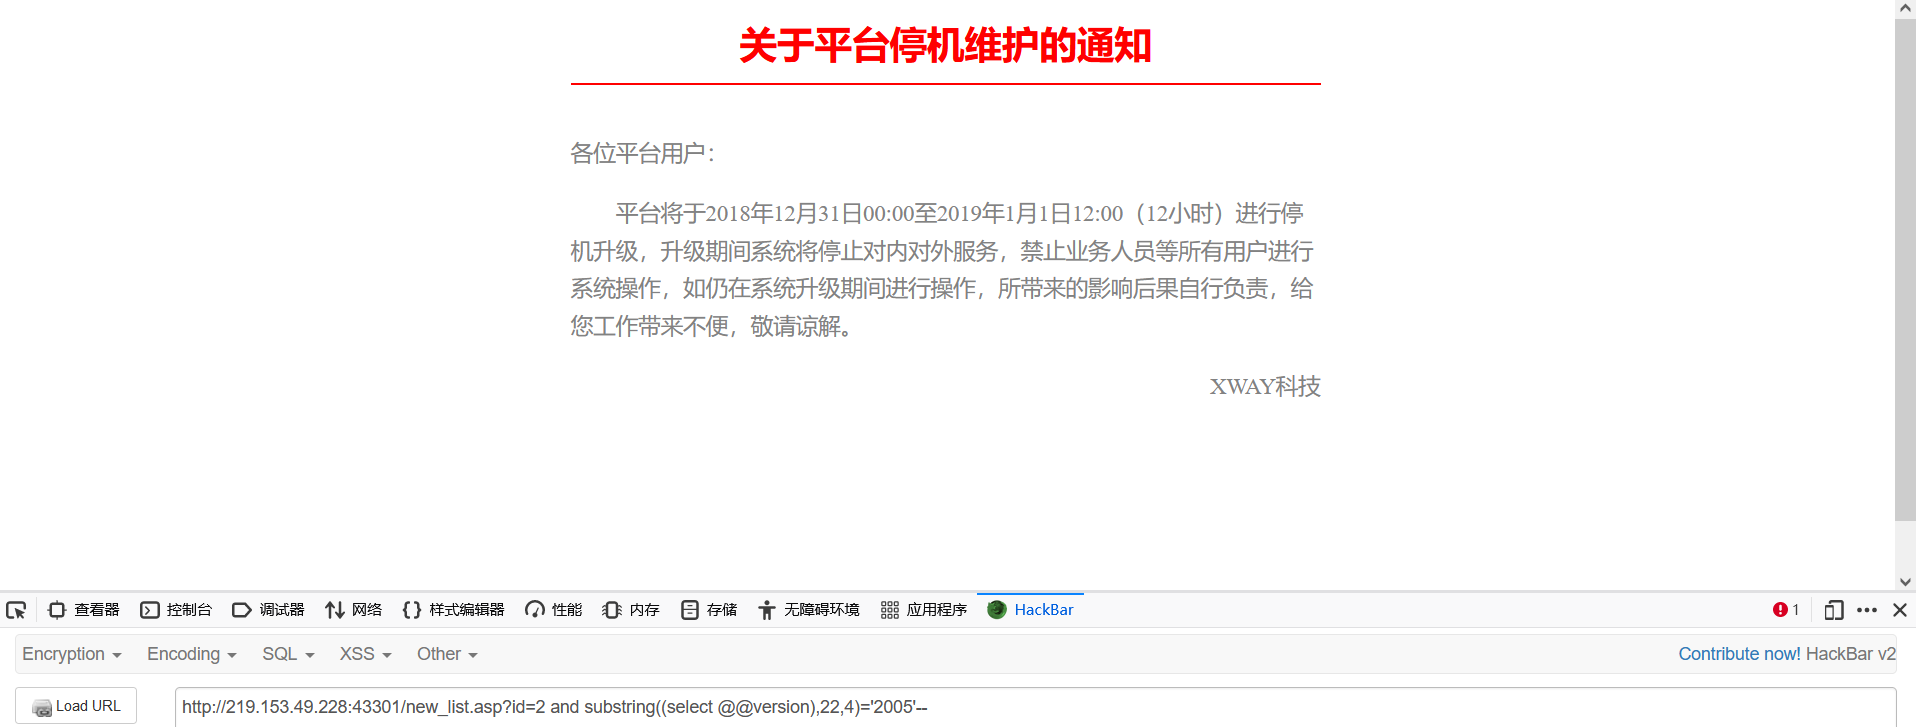 关于平台停机维护的通知
各位平台用户：
平台将于2018年12月31日00:00至2019年1月1日12:00（12小时）进行停
机升级，升级期间系统将停止对内对外服务，禁止业务人员等所有用户进行
系统操作，如仍在系统升级期间进行操作，所带来的影响后果自行负责，给
您工作带来不便，敬请谅解。
XWAY科技
查看器 控制台 调试器 网络 样式编辑器 性能 内存 存储 无障碍环境 应用程序 HackBar 1
Encryption Encoding SQL XSS Other Contribute now! HackBar v2
Load URL http://219.153.49.228:43301/new_list.asp?id=2 and substring((select @@version),22,4)='2005'--